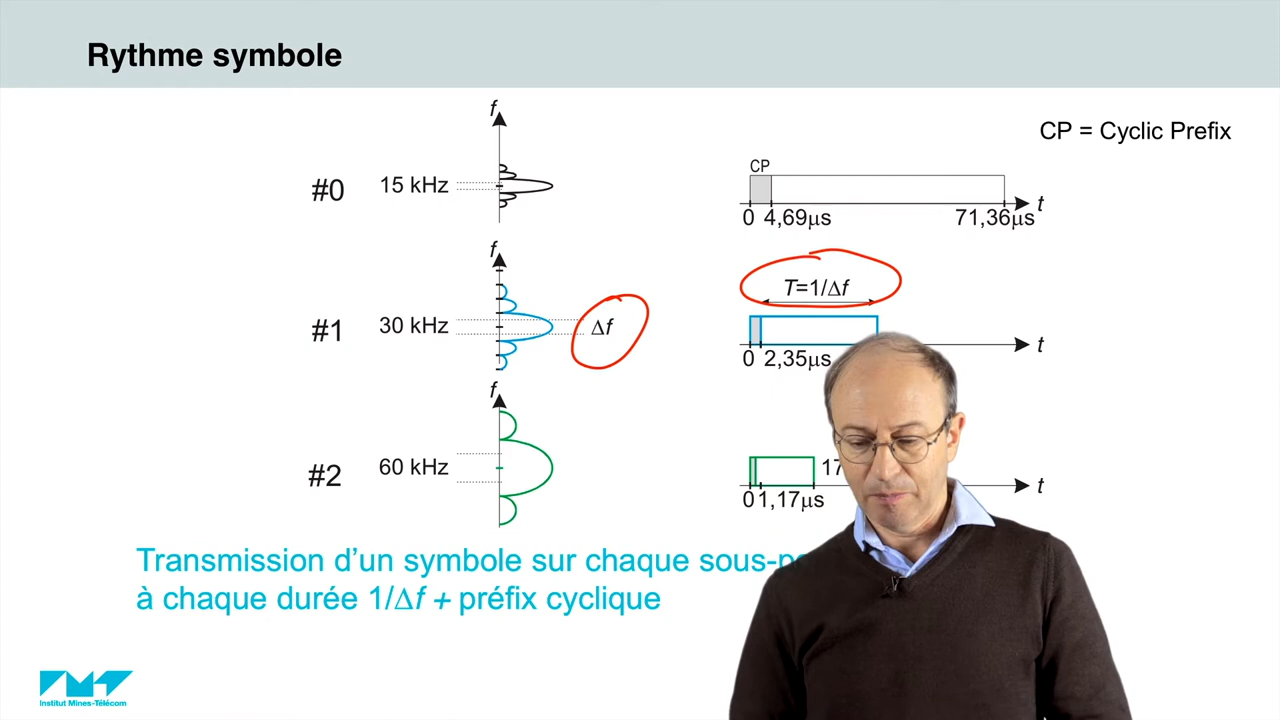 Rythme symbole
CP = Cyclic Prefix
f
#0
15 kHz
CP
0 4,69µs
71,36µs
t
f
#1
30 kHz
Δf
T=1/Δf
0 2,35µs
t
f
#2
60 kHz
17
0 1,17µs
t
Transmission d'un symbole sur chaque
à chaque durée 1/Δf + préfix cyclique
Institut Mines-Télécom